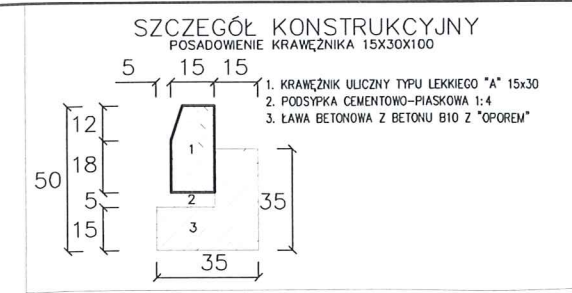 SZCZEGÓŁ KONSTRUKCYJNY
POSADOWIENIE KRAWĘŻNIKA 15X30X100
5 15 15
1. KRAWĘŻNIK ULICZNY TYPU LEKKIEGO "A" 15x30
2. PODSYPKA CEMENTOWO-PIASKOWA 1:4
3. ŁAWA BETONOWA Z BETONU B10 Z "OPOREM"
12
1
18
50
5
2
35
15
3
35